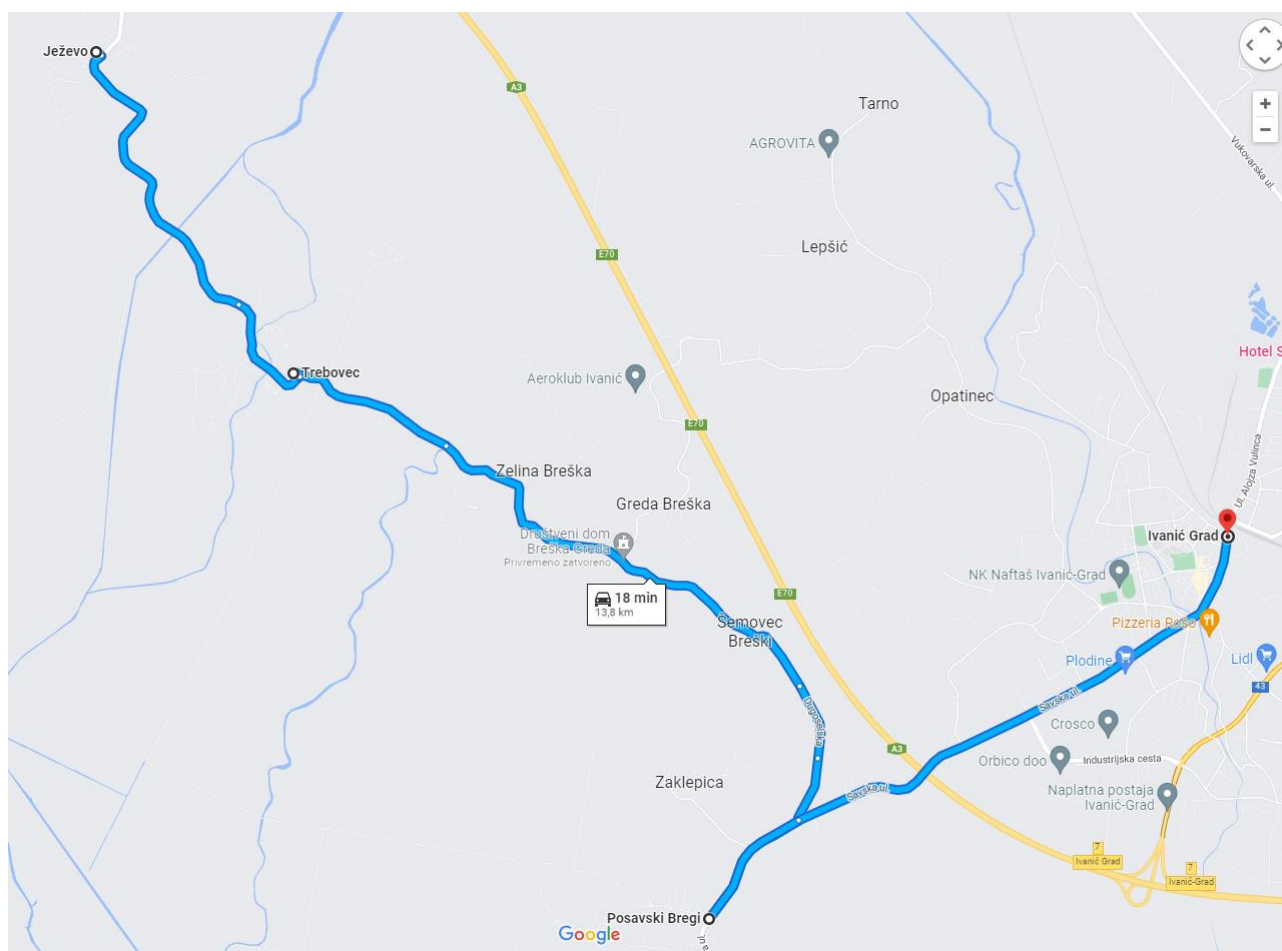 Ježevo
A3
Tarno
AGROVITA
Vukovarska ul.
Lepšić
E70
Hotel S
Trebovec
Aeroklub Ivanić
Opatinec
E70
Zelina Breška
Greda Breška
Ul. Alojza Vulinca
Društveni dom
Breška Greda
Privremeno zatvoreno
Ivanić Grad
NK Naftaš Ivanić-Grad
18 min
13,8 km
E70
Šemovec
Breški
Pizzeria Roso
Plodine
Lidl
43
Savska ul.
Dugoselska
Crosco
A3
Orbico doo
Industrijska cesta
Zaklepica
Savska ul.
Naplatna postaja
Ivanić-Grad
7
Ivanić Grad
7
Ivanić-Grad
Posavski Bregi
Google